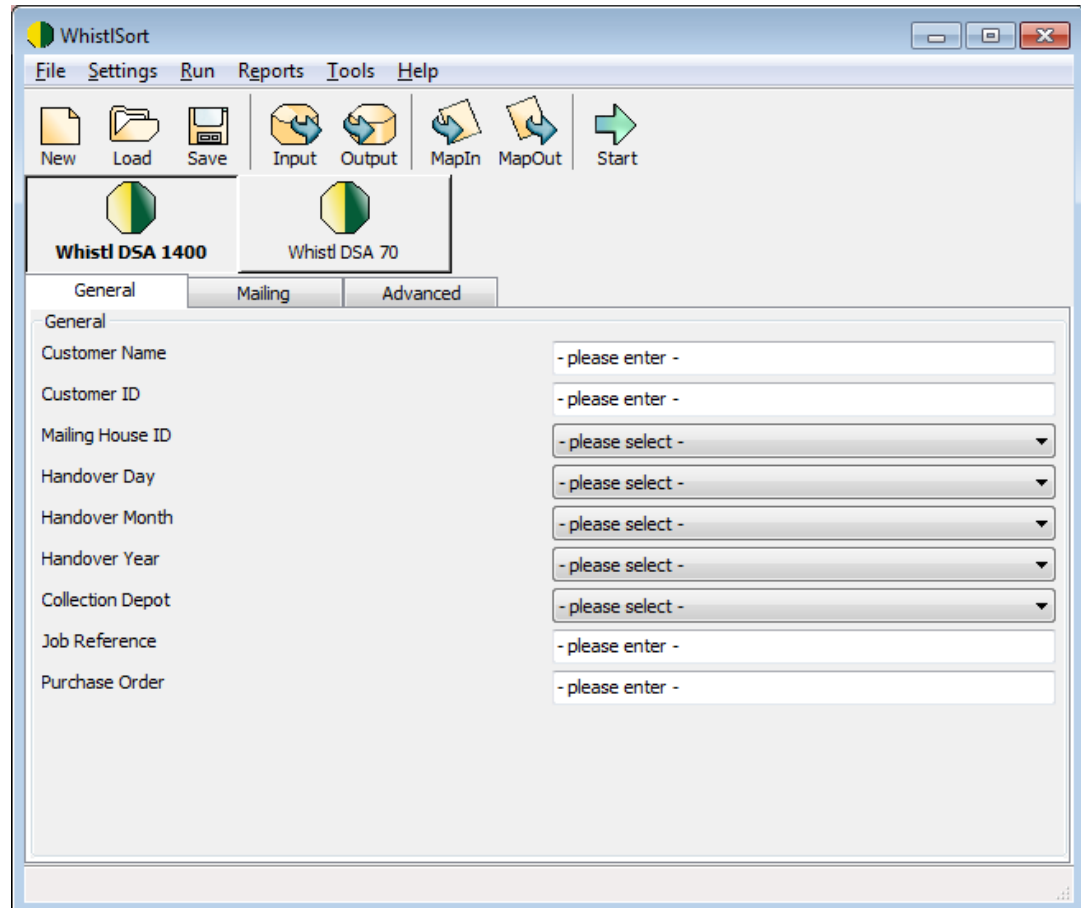 WhistlSort
File Settings Run Reports Tools Help
New Load Save Input Output MapIn MapOut Start
Whistl DSA 1400 Whistl DSA 70
General Mailing Advanced
General
Customer Name - please enter -
Customer ID - please enter -
Mailing House ID - please select -
Handover Day - please select -
Handover Month - please select -
Handover Year - please select -
Collection Depot - please select -
Job Reference - please enter -
Purchase Order - please enter -